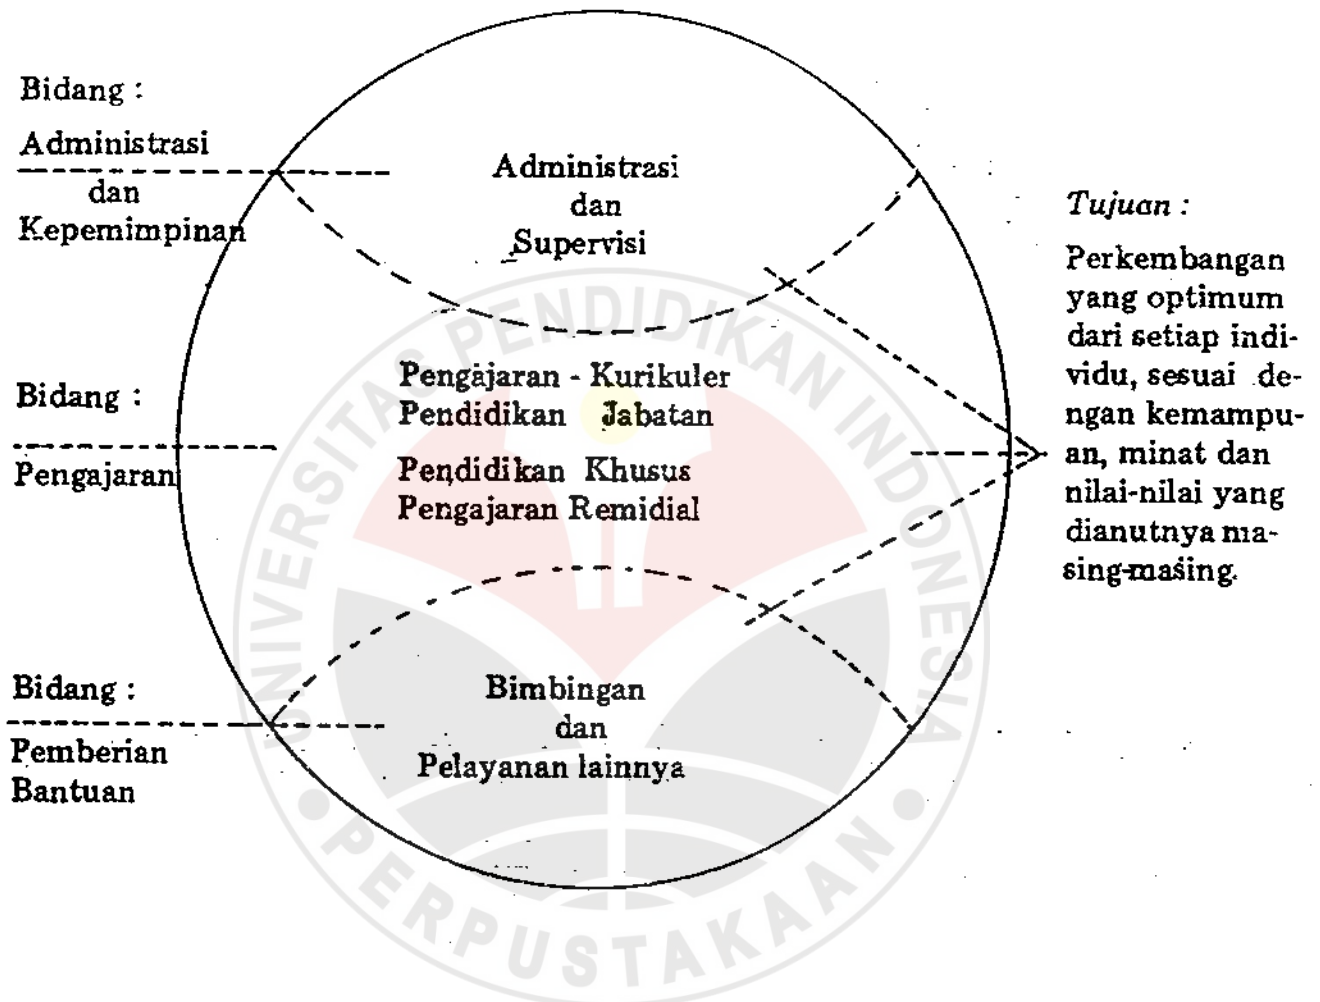 Bidang :
Administrasi
dan
Kepemimpinan
Administrasi
dan
Supervisi
Bidang :
Pengajaran
Pengajaran - Kurikuler
Pendidikan Jabatan
Pendidikan Khusus
Pengajaran Remidial
Bidang :
Pemberian
Bantuan
Bimbingan
dan
Pelayanan lainnya
Tujuan :
Perkembangan
yang optimum
dari setiap indi-
vidu, sesuai de-
ngan kemampu-
an, minat dan
nilai-nilai yang
dianutnya ma-
sing-masing.
UNIVERSITAS PENDIDIKAN INDONESIA
PERPUSTAKAAN